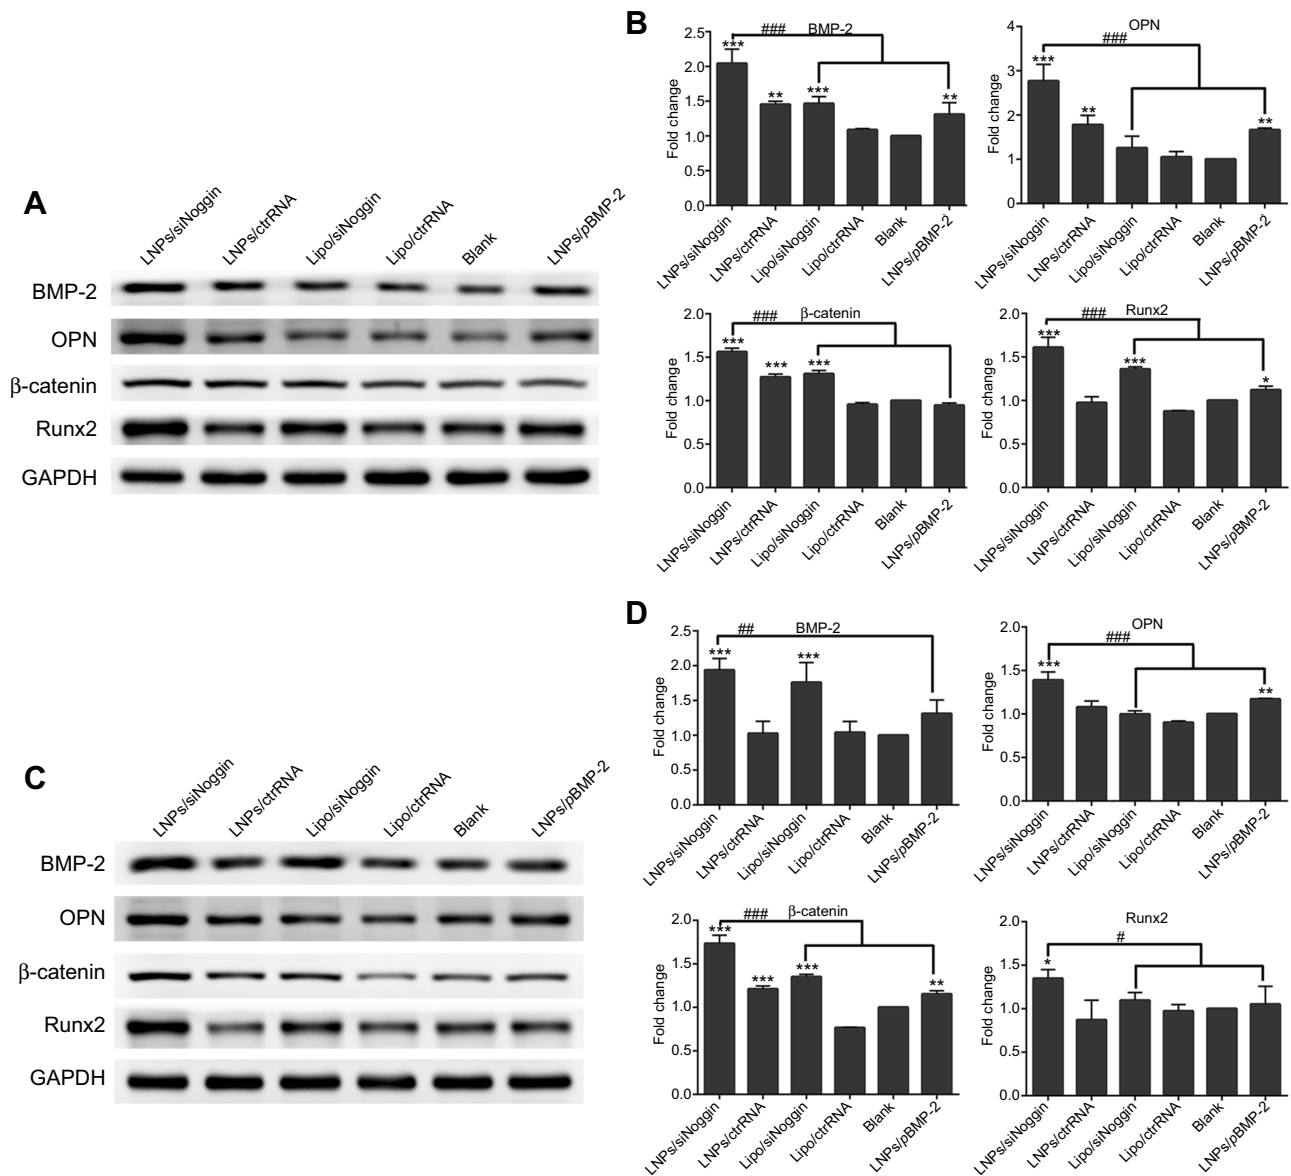 A
LNPs/siNoggin
LNPs/ctrRNA
Lipo/siNoggin
Lipo/ctrRNA
Blank
LNPs/pBMP-2
BMP-2
OPN
β-catenin
Runx2
GAPDH
B
BMP-2
###
***
**
***
**
Fold change
2.5
2.0
1.5
1.0
0.5
0.0
LNPs/siNoggin
LNPs/ctrRNA
Lipo/siNoggin
Lipo/ctrRNA
Blank
LNPs/pBMP-2
OPN
###
***
**
**
Fold change
4
3
2
1
0
LNPs/siNoggin
LNPs/ctrRNA
Lipo/siNoggin
Lipo/ctrRNA
Blank
LNPs/pBMP-2
β-catenin
###
***
***
***
Fold change
2.0
1.5
1.0
0.5
0.0
LNPs/siNoggin
LNPs/ctrRNA
Lipo/siNoggin
Lipo/ctrRNA
Blank
LNPs/pBMP-2
Runx2
###
***
***
*
Fold change
2.0
1.5
1.0
0.5
0.0
LNPs/siNoggin
LNPs/ctrRNA
Lipo/siNoggin
Lipo/ctrRNA
Blank
LNPs/pBMP-2
C
LNPs/siNoggin
LNPs/ctrRNA
Lipo/siNoggin
Lipo/ctrRNA
Blank
LNPs/pBMP-2
BMP-2
OPN
β-catenin
Runx2
GAPDH
D
BMP-2
##
***
***
Fold change
2.5
2.0
1.5
1.0
0.5
0.0
LNPs/siNoggin
LNPs/ctrRNA
Lipo/siNoggin
Lipo/ctrRNA
Blank
LNPs/pBMP-2
OPN
###
***
**
Fold change
2.0
1.5
1.0
0.5
0.0
LNPs/siNoggin
LNPs/ctrRNA
Lipo/siNoggin
Lipo/ctrRNA
Blank
LNPs/pBMP-2
β-catenin
###
***
***
***
**
Fold change
2.0
1.5
1.0
0.5
0.0
LNPs/siNoggin
LNPs/ctrRNA
Lipo/siNoggin
Lipo/ctrRNA
Blank
LNPs/pBMP-2
Runx2
#
*
Fold change
2.0
1.5
1.0
0.5
0.0
LNPs/siNoggin
LNPs/ctrRNA
Lipo/siNoggin
Lipo/ctrRNA
Blank
LNPs/pBMP-2